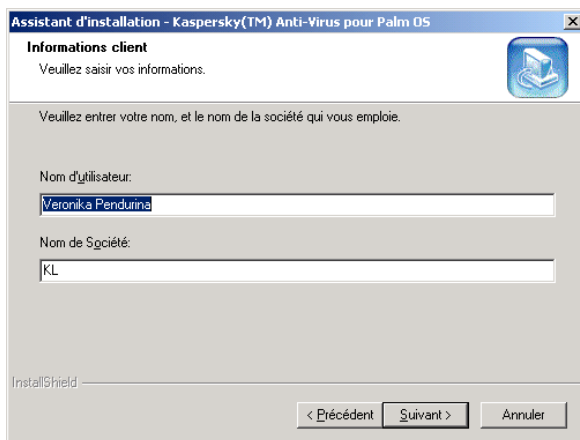 Assistant d'installation - Kaspersky(TM) Anti-Virus pour Palm OS
Informations client
Veuillez saisir vos informations.
Veuillez entrer votre nom, et le nom de la société qui vous emploie.
Nom d'utilisateur:
Veronika Pendurina
Nom de Société:
KL
InstallShield
< Précédent Suivant > Annuler